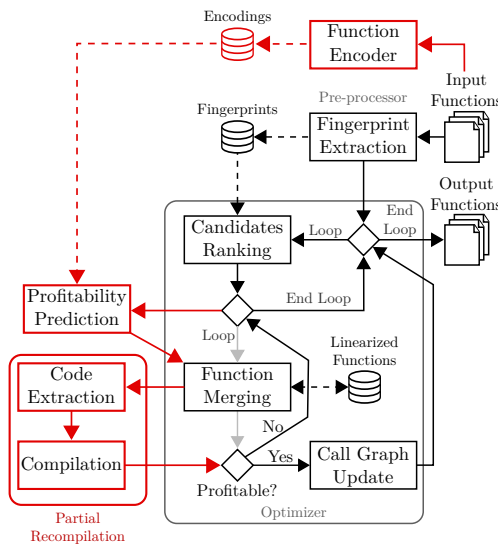 Encodings
Function
Encoder
Input
Functions
Pre-processor
Fingerprints
Fingerprint
Extraction
Output
Functions
End
Loop
Loop
Candidates
Ranking
Profitability
Prediction
End Loop
Loop
Linearized
Functions
Code
Extraction
Function
Merging
No
Compilation
Yes
Call Graph
Update
Profitable?
Optimizer
Partial
Recompilation